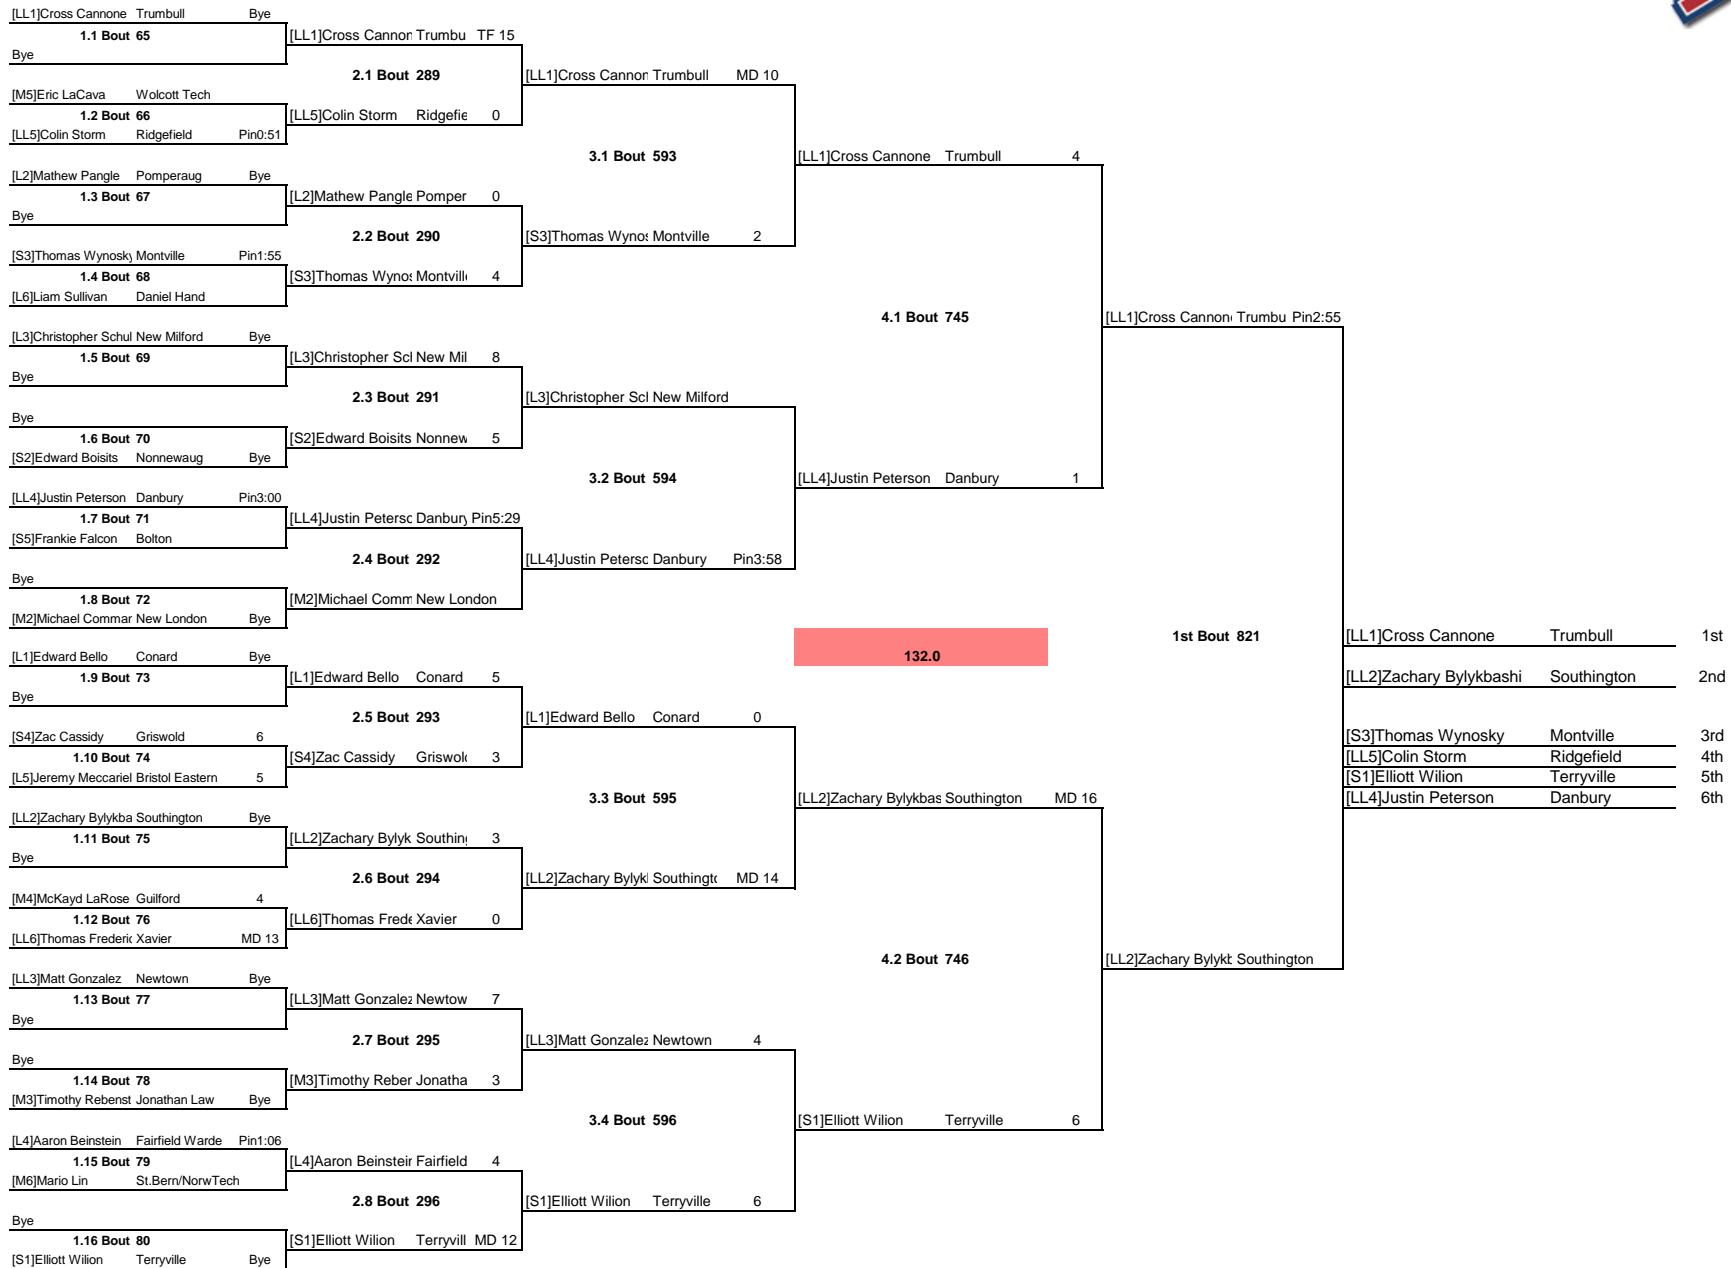 [LL1]Cross Cannone Trumbull Bye
1.1 Bout 65
Bye
[M5]Eric LaCava Wolcott Tech
1.2 Bout 66
[LL5]Colin Storm Ridgefield Pin0:51
[L2]Mathew Pangle Pomperaug Bye
1.3 Bout 67
Bye
[S3]Thomas Wynosky Montville Pin1:55
1.4 Bout 68
[L6]Liam Sullivan Daniel Hand
[L3]Christopher Schul New Milford Bye
1.5 Bout 69
Bye
Bye
1.6 Bout 70
[S2]Edward Boisits Nonnewaug Bye
[LL4]Justin Peterson Danbury Pin3:00
1.7 Bout 71
[S5]Frankie Falcon Bolton
Bye
1.8 Bout 72
[M2]Michael Commar New London Bye
[L1]Edward Bello Conard Bye
1.9 Bout 73
Bye
[S4]Zac Cassidy Griswold 6
1.10 Bout 74
[L5]Jeremy Meccariel Bristol Eastern 5
[LL2]Zachary Bylykba Southington Bye
1.11 Bout 75
Bye
[M4]McKayd LaRose Guilford 4
1.12 Bout 76
[LL6]Thomas Frederic Xavier MD 13
[LL3]Matt Gonzalez Newtown Bye
1.13 Bout 77
Bye
Bye
1.14 Bout 78
[M3]Timothy Rebenst Jonathan Law Bye
[L4]Aaron Beinstein Fairfield Warde Pin1:06
1.15 Bout 79
[M6]Mario Lin St.Bern/NorwTech
Bye
1.16 Bout 80
[S1]Elliott Wilion Terryville Bye
[LL1]Cross Cannon Trumbu TF 15
2.1 Bout 289
[LL5]Colin Storm Ridgefie 0
[L2]Mathew Pangle Pomper 0
2.2 Bout 290
[S3]Thomas Wynos Montville 4
[L3]Christopher Scl New Mil 8
2.3 Bout 291
[S2]Edward Boisits Nonnew 5
[LL4]Justin Petersc Danbury Pin5:29
2.4 Bout 292
[M2]Michael Comm New London
[L1]Edward Bello Conard 5
2.5 Bout 293
[S4]Zac Cassidy Griswold 3
[LL2]Zachary Bylyk Southing 3
2.6 Bout 294
[LL6]Thomas Frede Xavier 0
[LL3]Matt Gonzalez Newtow 7
2.7 Bout 295
[M3]Timothy Reber Jonatha 3
[L4]Aaron Beinstein Fairfield 4
2.8 Bout 296
[S1]Elliott Wilion Terryvill MD 12
[LL1]Cross Cannon Trumbull MD 10
3.1 Bout 593
[S3]Thomas Wynos Montville 2
[L3]Christopher Scl New Milford
3.2 Bout 594
[LL4]Justin Petersc Danbury Pin3:58
[L1]Edward Bello Conard 0
3.3 Bout 595
[LL2]Zachary Bylykl Southingto MD 14
[LL3]Matt Gonzalez Newtown 4
3.4 Bout 596
[S1]Elliott Wilion Terryville 6
[LL1]Cross Cannone Trumbull 4
4.1 Bout 745
[LL4]Justin Peterson Danbury 1
132.0
[LL2]Zachary Bylykbas Southington MD 16
4.2 Bout 746
[S1]Elliott Wilion Terryville 6
[LL1]Cross Cannon Trumbu Pin2:55
1st Bout 821
[LL2]Zachary Bylykb Southington
[LL1]Cross Cannone Trumbull 1st
[LL2]Zachary Bylykbashi Southington 2nd
[S3]Thomas Wynosky Montville 3rd
[LL5]Colin Storm Ridgefield 4th
[S1]Elliott Wilion Terryville 5th
[LL4]Justin Peterson Danbury 6th